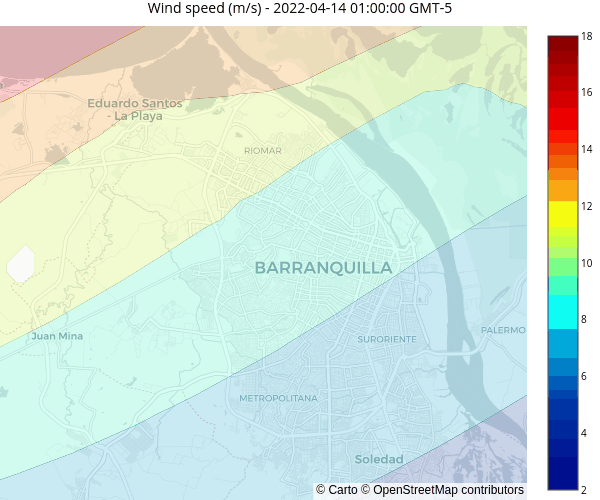 Wind speed (m/s) - 2022-04-14 01:00:00 GMT-5
18
16
Eduardo Santos
- La Playa
14
RIOMAR
12
BARRANQUILLA
10
8
Juan Mina
SURORIENTE
PALERMO
6
METROPOLITANA
4
Soledad
© Carto © OpenStreetMap contributors
2